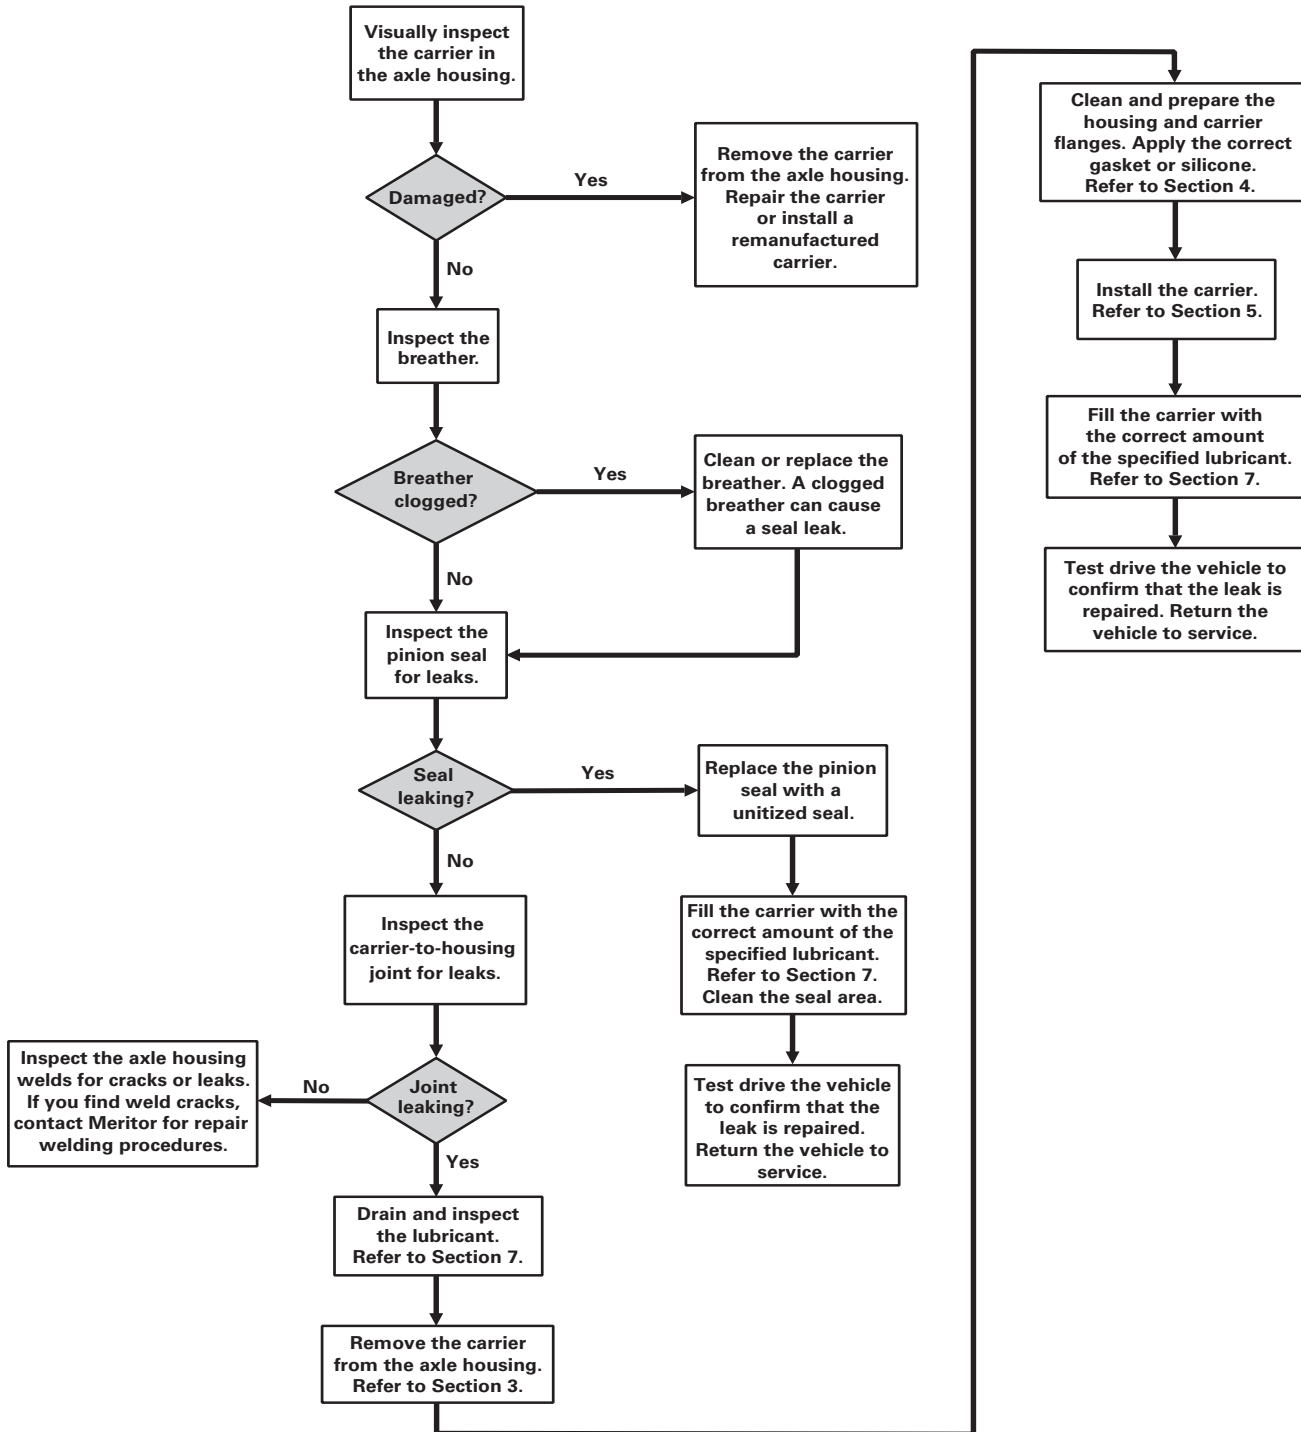 Visually inspect
the carrier in
the axle housing.
Damaged?
Yes
Remove the carrier
from the axle housing.
Repair the carrier
or install a
remanufactured
carrier.
No
Inspect the
breather.
Breather
clogged?
Yes
Clean or replace the
breather. A clogged
breather can cause
a seal leak.
No
Inspect the
pinion seal
for leaks.
Seal
leaking?
Yes
Replace the pinion
seal with a
unitized seal.
Fill the carrier with the
correct amount of the
specified lubricant.
Refer to Section 7.
Clean the seal area.
Test drive the vehicle
to confirm that the
leak is repaired.
Return the vehicle to
service.
No
Inspect the
carrier-to-housing
joint for leaks.
Joint
leaking?
No
Inspect the axle housing
welds for cracks or leaks.
If you find weld cracks,
contact Meritor for repair
welding procedures.
Yes
Drain and inspect
the lubricant.
Refer to Section 7.
Remove the carrier
from the axle housing.
Refer to Section 3.
Clean and prepare the
housing and carrier
flanges. Apply the correct
gasket or silicone.
Refer to Section 4.
Install the carrier.
Refer to Section 5.
Fill the carrier with
the correct amount
of the specified lubricant.
Refer to Section 7.
Test drive the vehicle to
confirm that the leak is
repaired. Return the
vehicle to service.